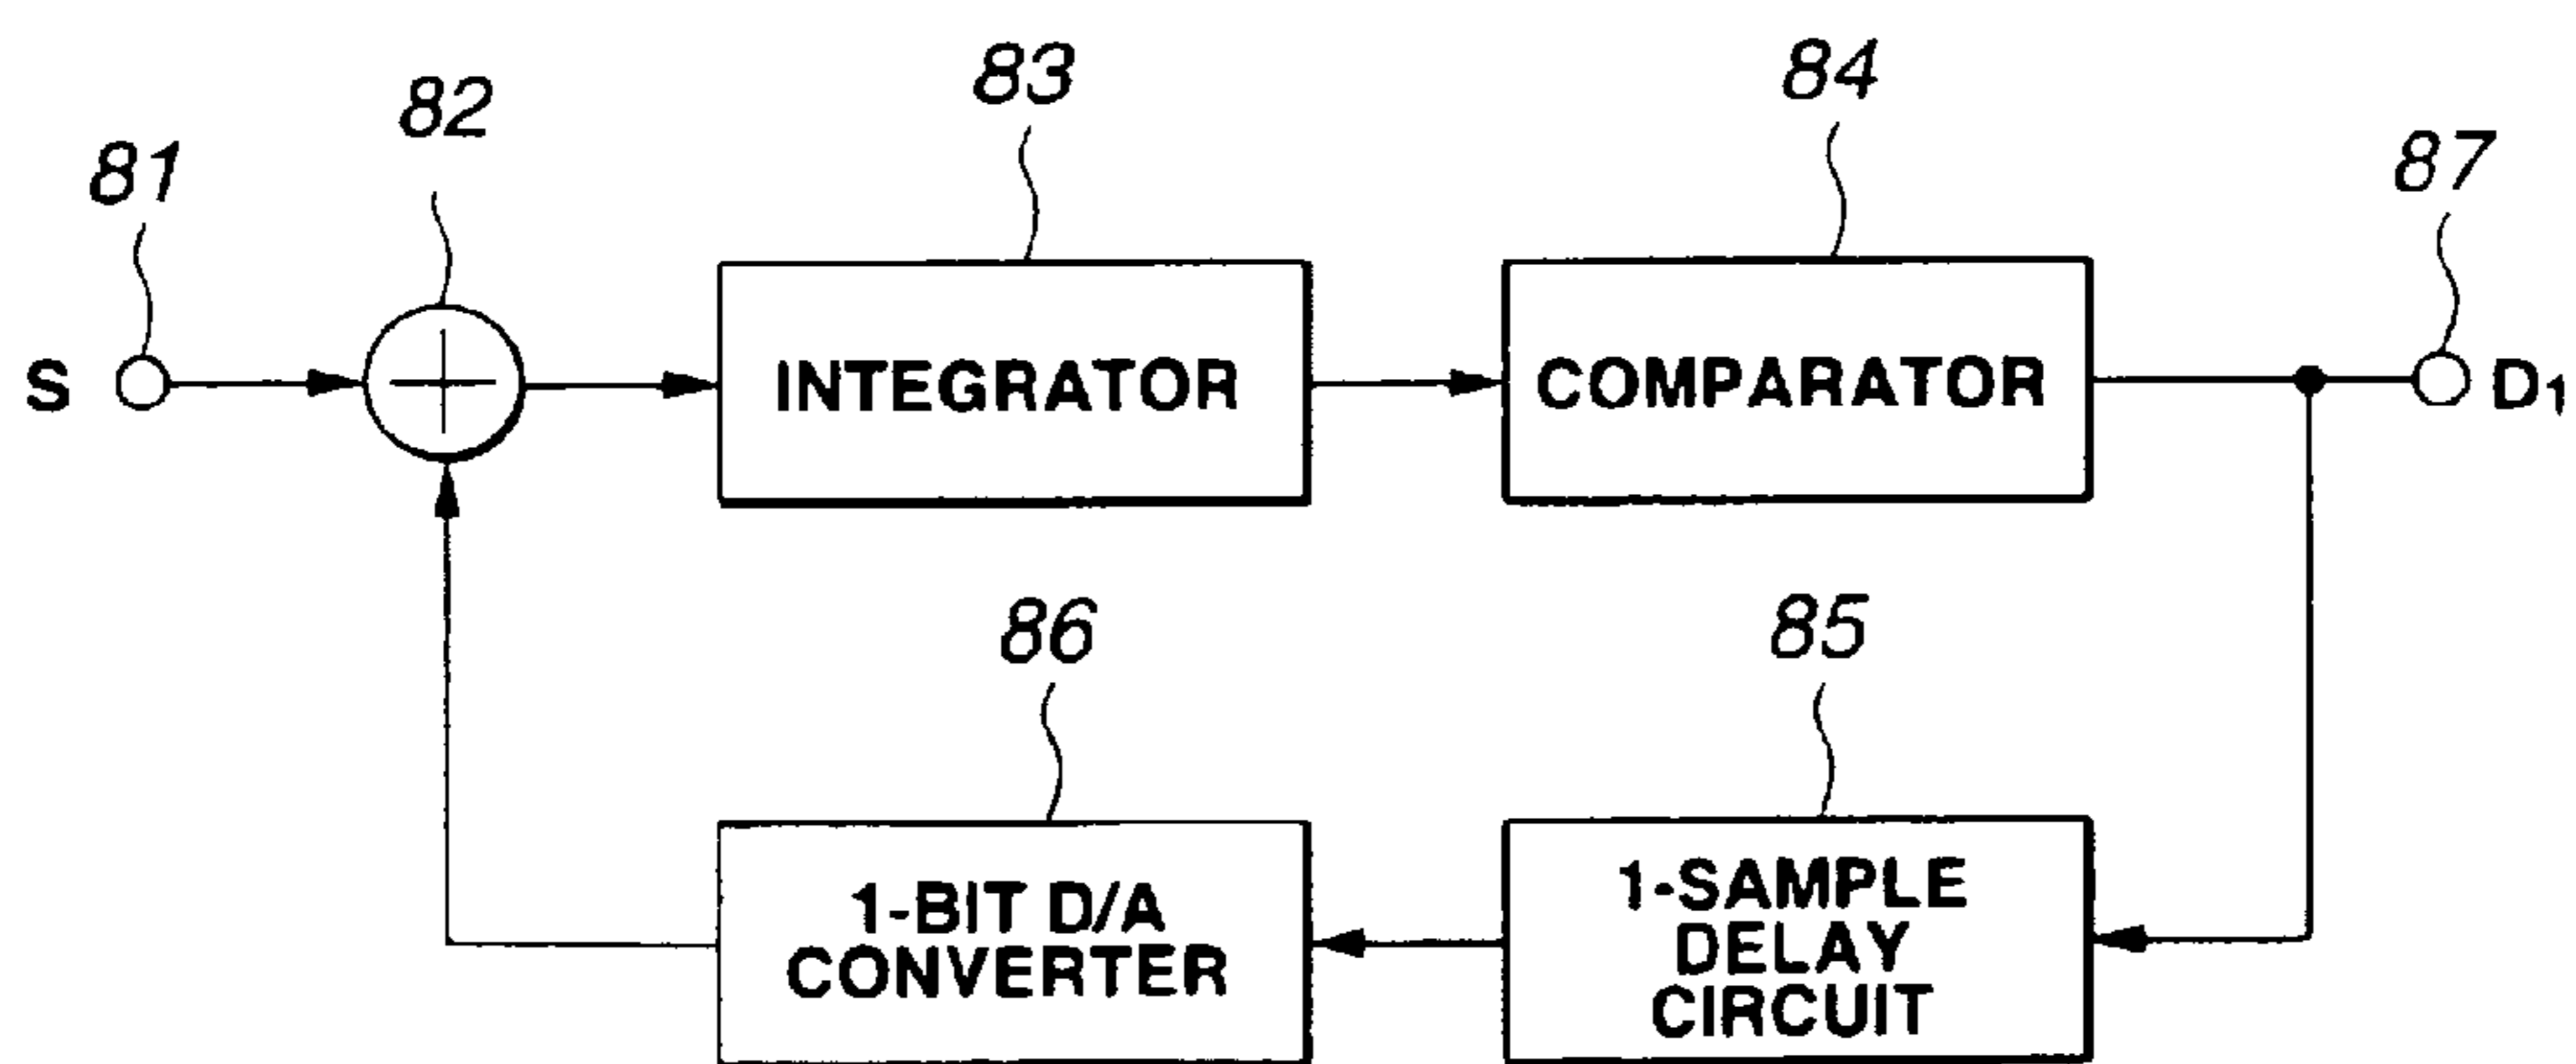 81
82
83
84
87
S
INTEGRATOR
COMPARATOR
D1
86
85
1-BIT D/A
CONVERTER
1-SAMPLE
DELAY
CIRCUIT